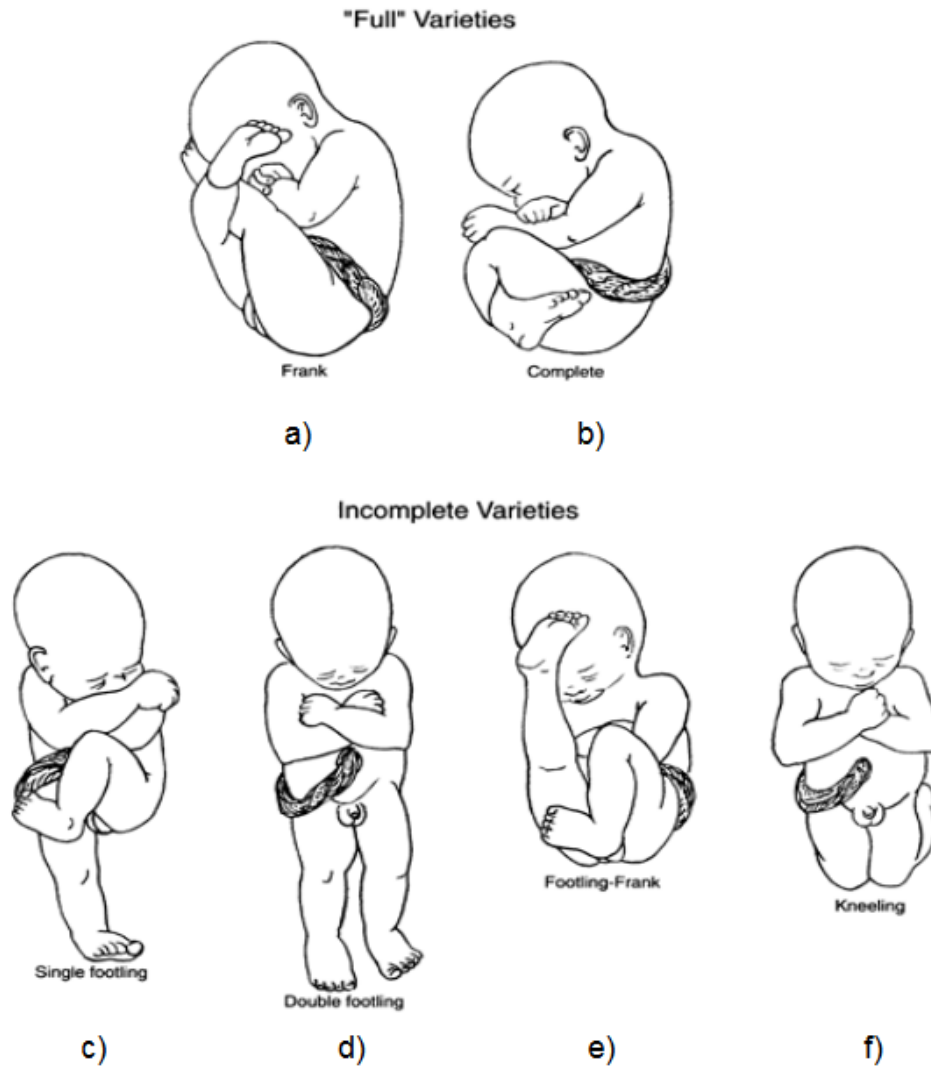 "Full" Varieties
Frank
Complete
a)
b)
Incomplete Varieties
Single footling
Double footling
Footling-Frank
Kneeling
c)
d)
e)
f)